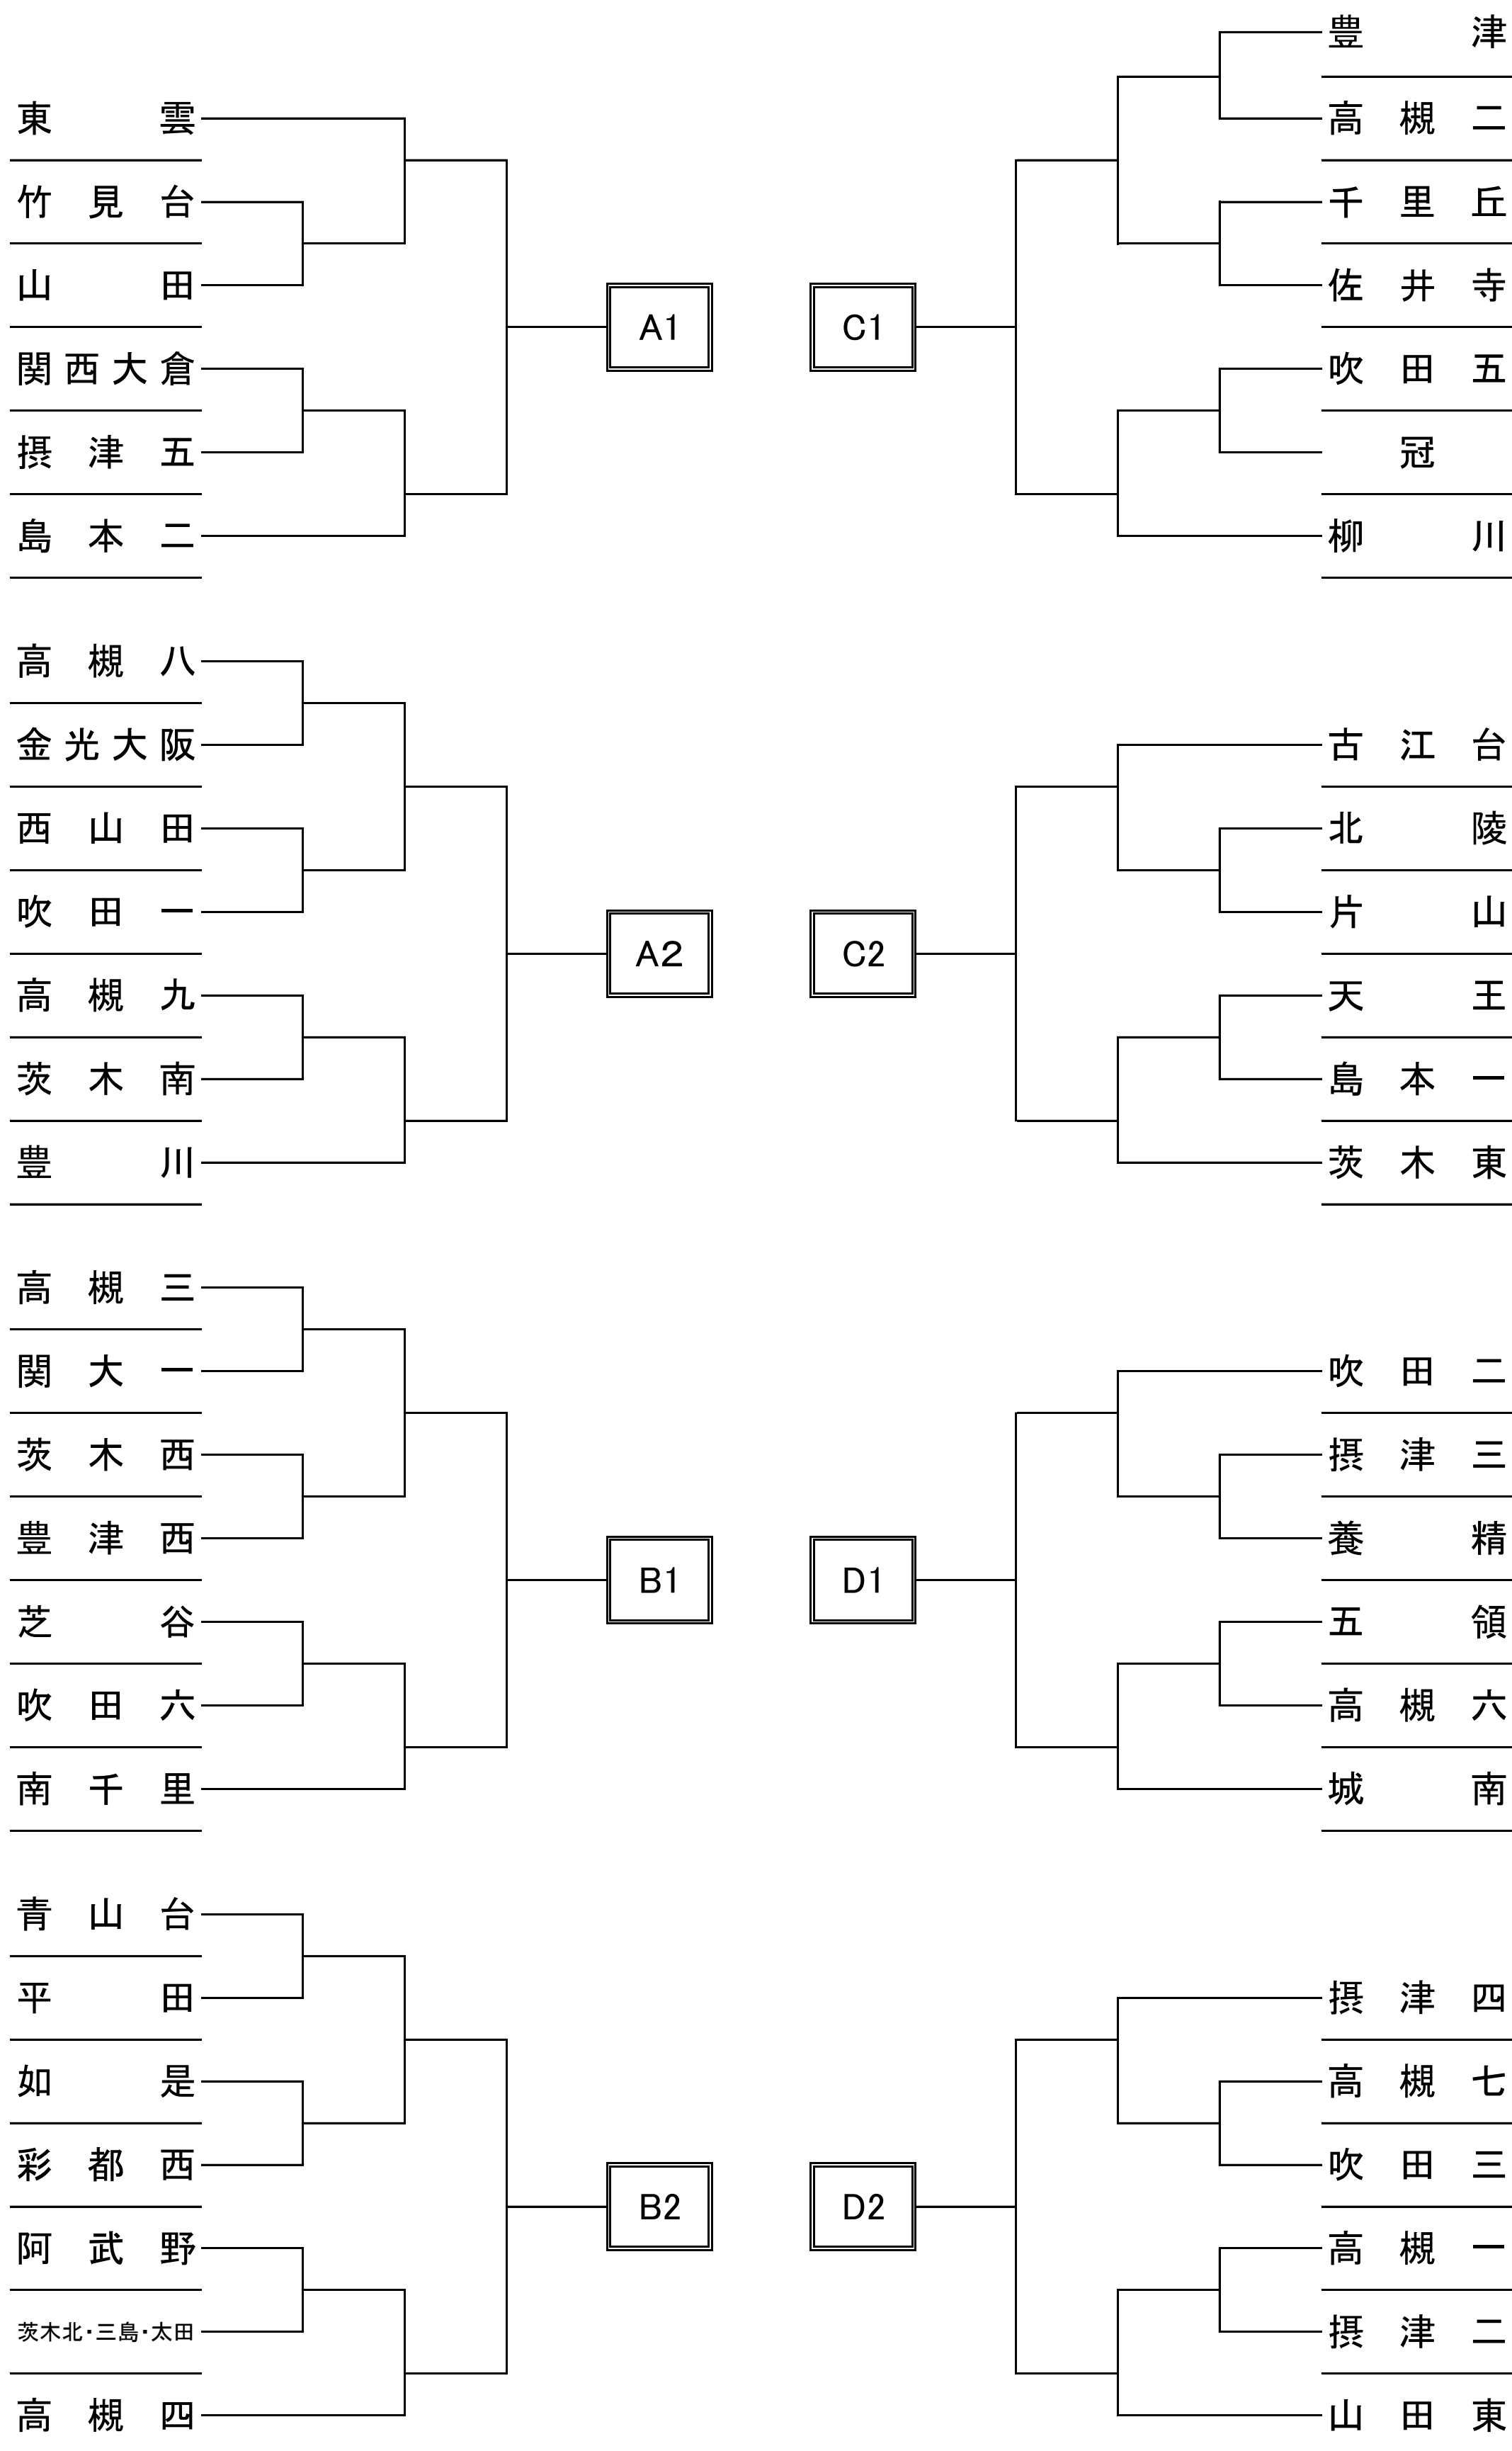 東雲
竹見台
山田
関西大倉
摂津五
島本二
A1
高槻八
金光大阪
西山田
吹田一
高槻九
茨木南
豊川
A2
高槻三
関大一
茨木西
豊津西
芝谷
吹田六
南千里
B1
青山台
平田
如是
彩都西
阿武野
茨木北・三島・太田
高槻四
B2
豊津
高槻二
千里丘
佐井寺
吹田五
冠
柳川
C1
古江台
北陵
片山
天王
島本一
茨木東
C2
吹田二
摂津三
養精
五領
高槻六
城南
D1
摂津四
高槻七
吹田三
高槻一
摂津二
山田東
D2